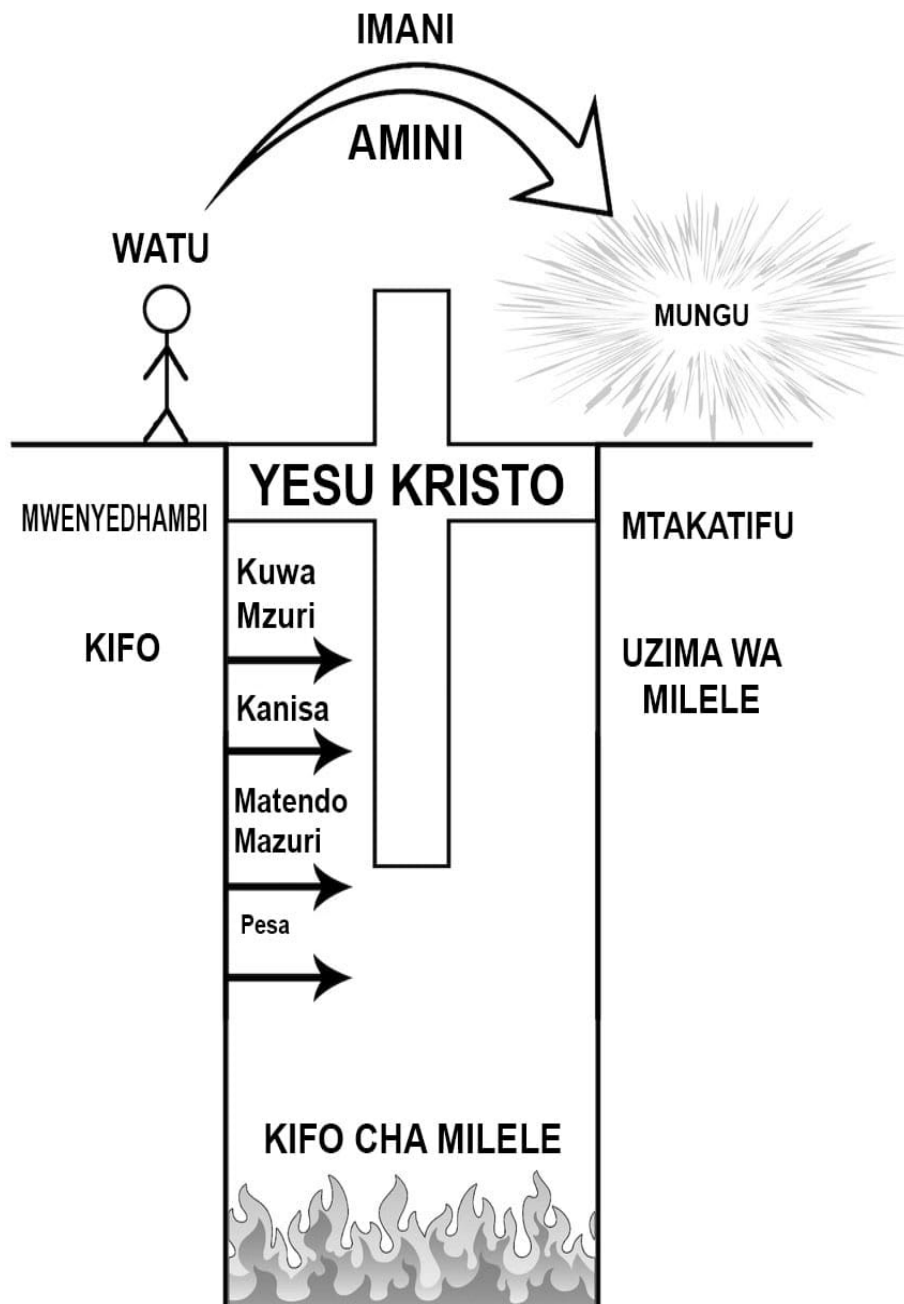 IMANI
AMINI
WATU
MUNGU
YESU KRISTO
MWENYEDHAMBI
MTAKATIFU
Kuwa
Mzuri
KIFO
UZIMA WA
MILELE
Kanisa
Matendo
Mazuri
Pesa
KIFO CHA MILELE